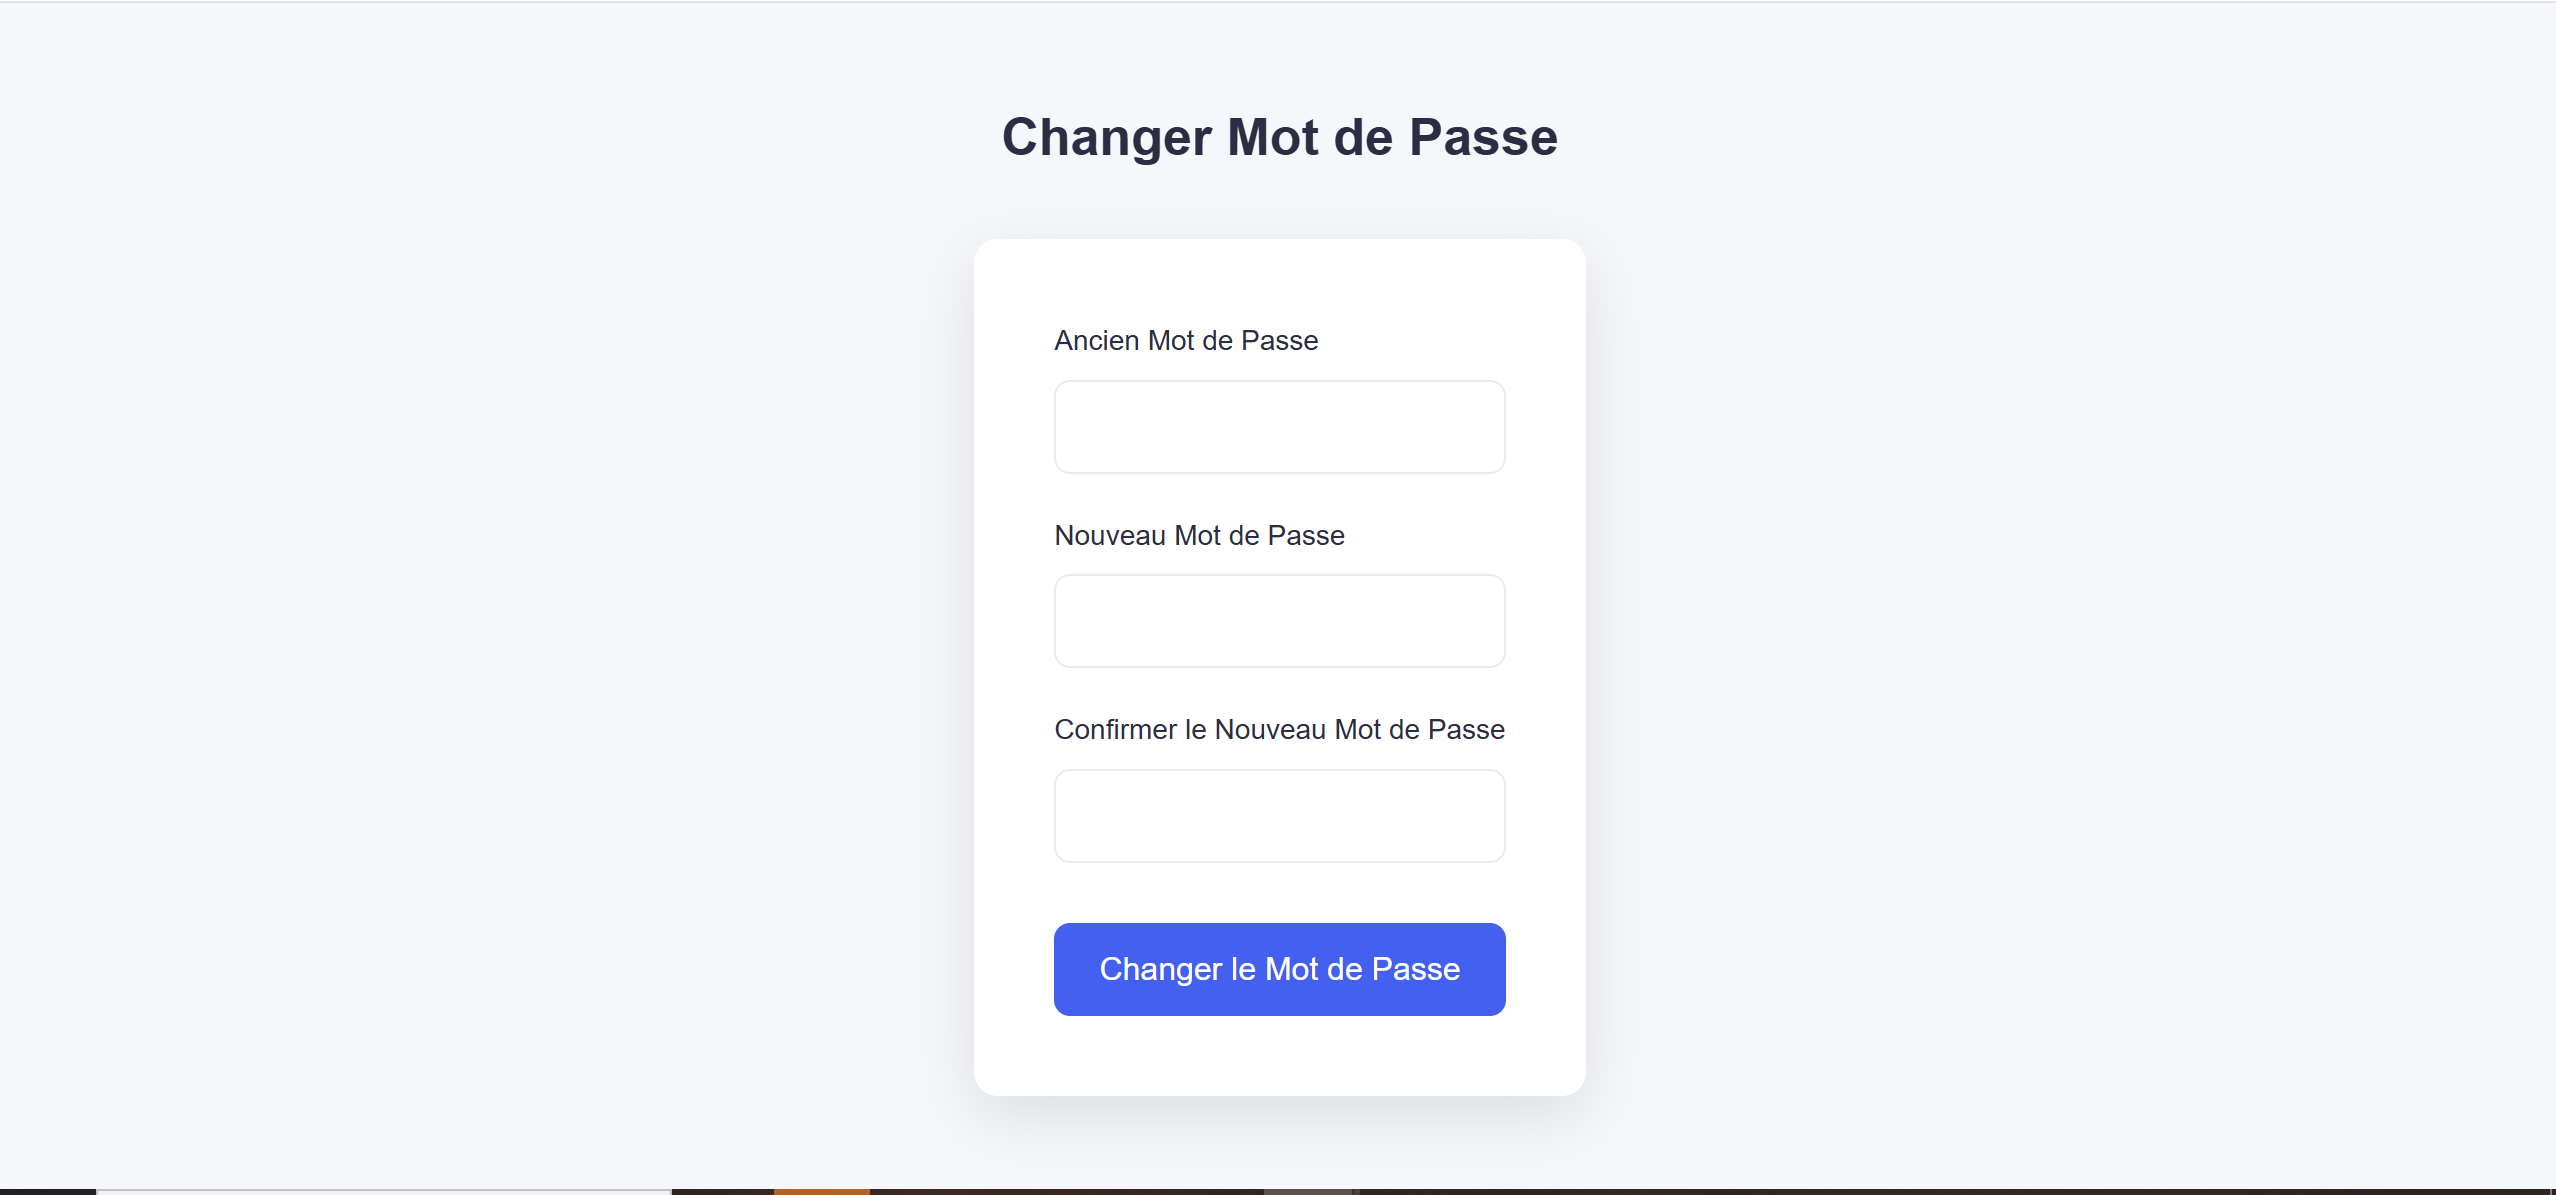 Changer Mot de Passe
Ancien Mot de Passe
Nouveau Mot de Passe
Confirmer le Nouveau Mot de Passe
Changer le Mot de Passe